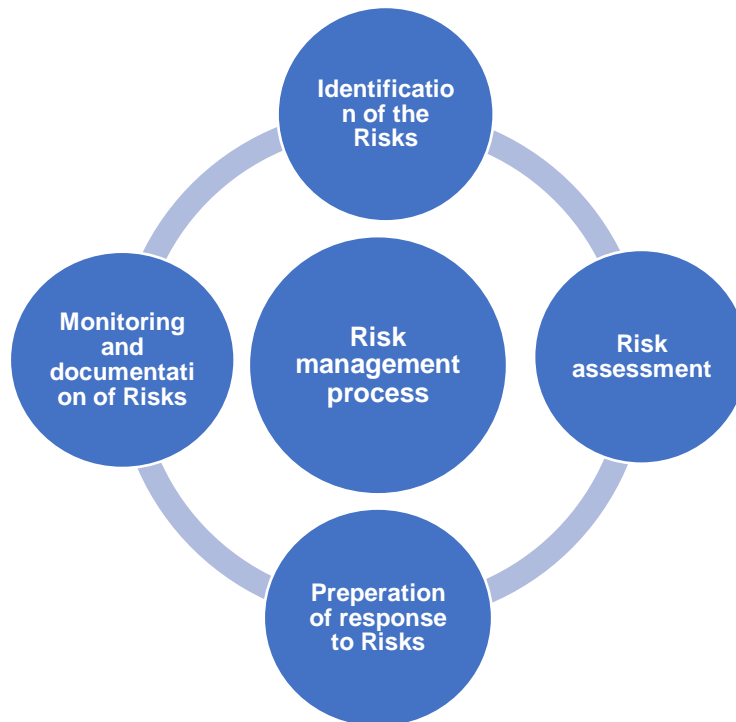 Identificatio
n of the
Risks
Monitoring
and
documentati
on of Risks
Risk
management
process
Risk
assessment
Preperation
of response
to Risks